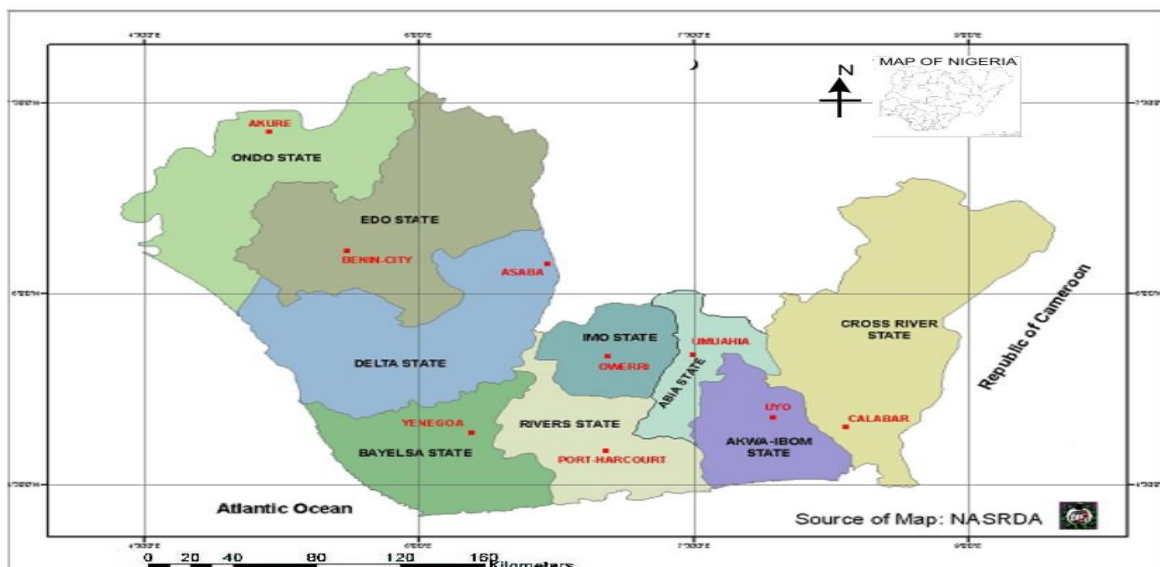 N
MAP OF NIGERIA
AKURE
ONDO STATE
EDO STATE
BENIN-CITY
ASABA
DELTA STATE
IMO STATE
OWERRI
UMUAHIA
ABIA STATE
CROSS RIVER
STATE
Republic of Cameroon
YENEGOA
BAYELSA STATE
RIVERS STATE
PORT-HARCOURT
UYO
AKWA-IBOM
STATE
CALABAR
Atlantic Ocean
Source of Map: NASRDA
0 20 40 80 120 160
Kilometers